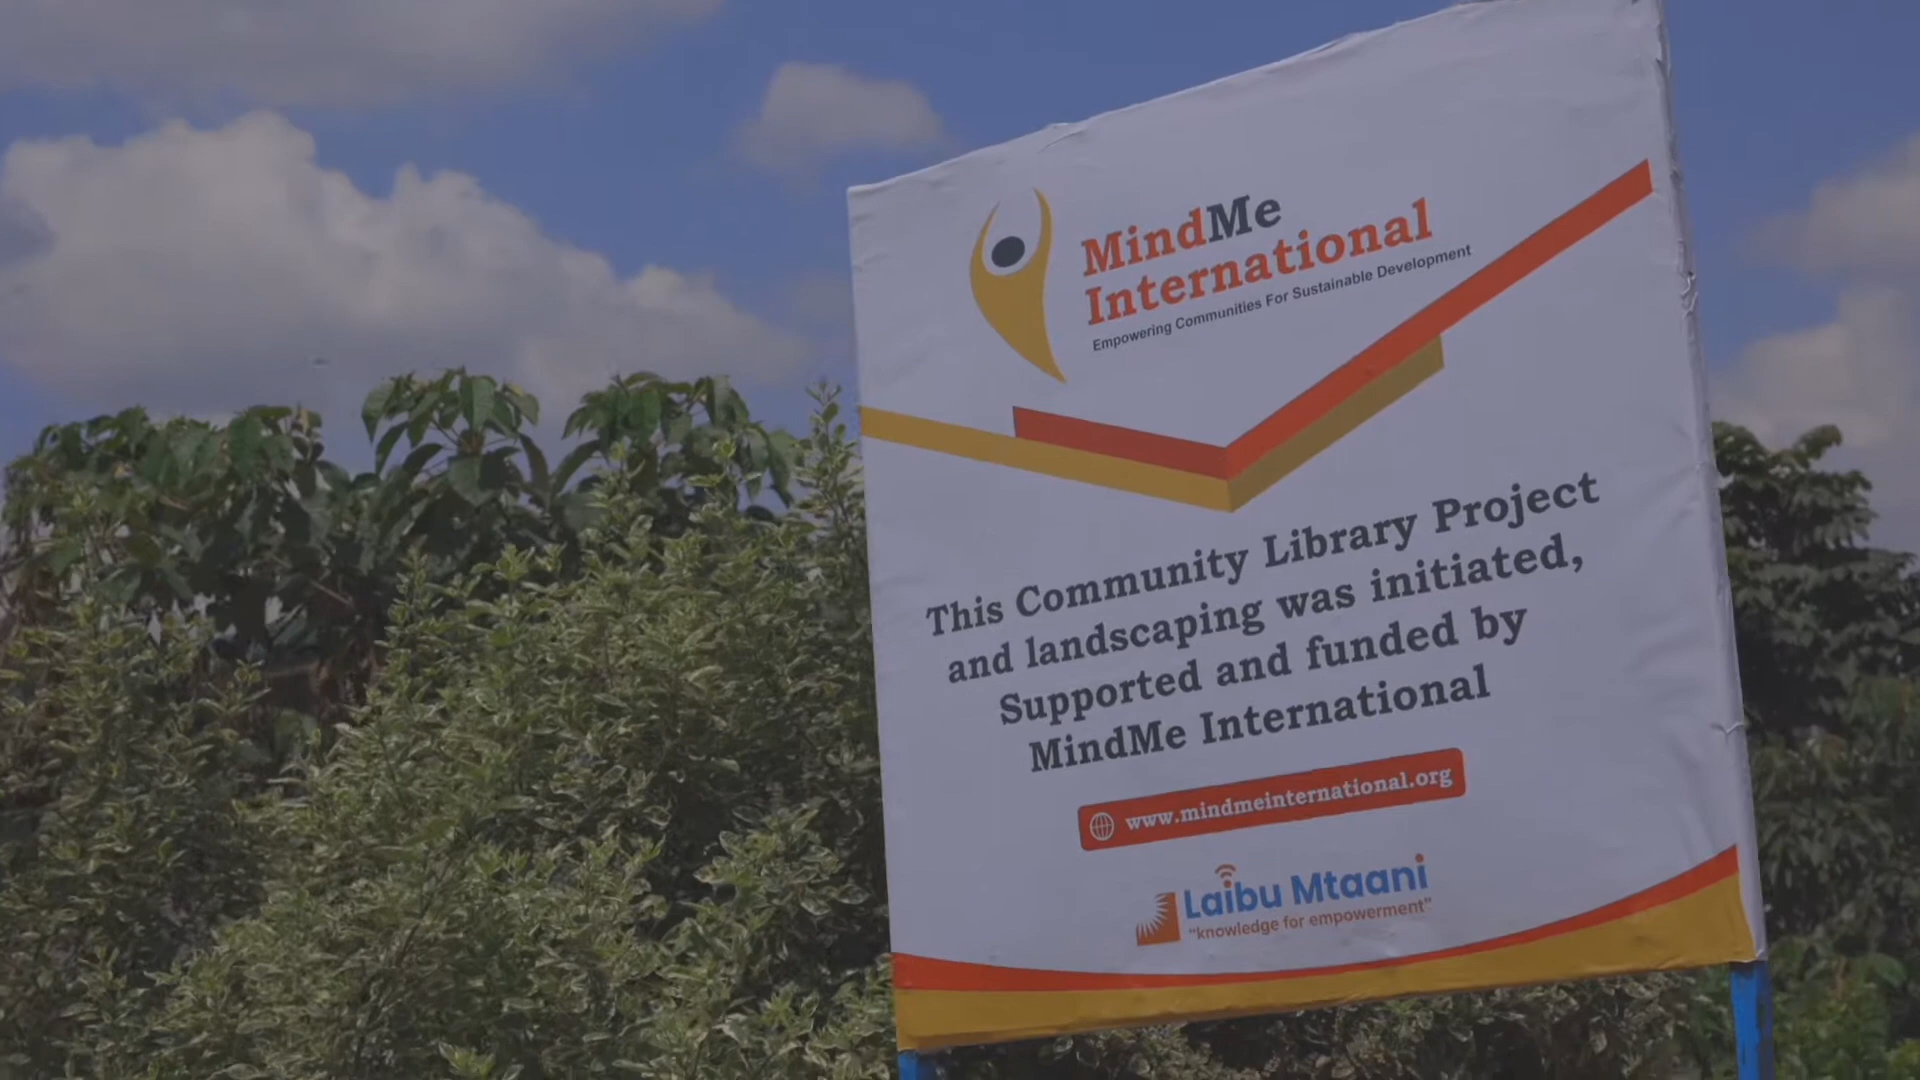 MindMe
International
Empowering Communities For Sustainable Development
This Community Library Project
and landscaping was initiated,
Supported and funded by
MindMe International
www.mindmeinternational.org
Laibu Mtaani
"knowledge for empowerment"